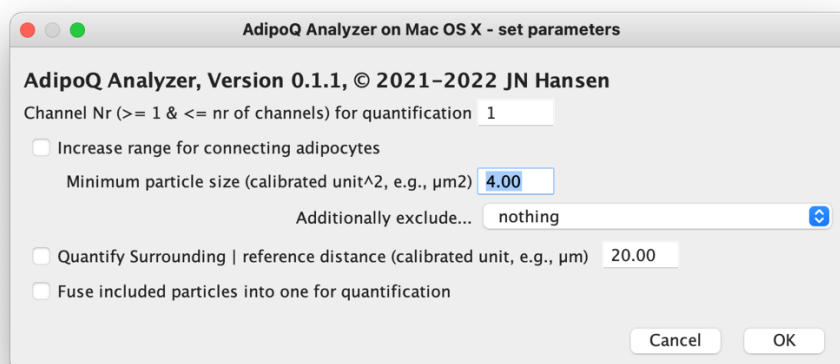 AdipoQ Analyzer on Mac OS X - set parameters
AdipoQ Analyzer, Version 0.1.1, © 2021-2022 JN Hansen
Channel Nr (>= 1 & <= nr of channels) for quantification 1
Increase range for connecting adipocytes
Minimum particle size (calibrated unit^2, e.g., µm2) 4.00
Additionally exclude... nothing
Quantify Surrounding | reference distance (calibrated unit, e.g., µm) 20.00
Fuse included particles into one for quantification
Cancel OK